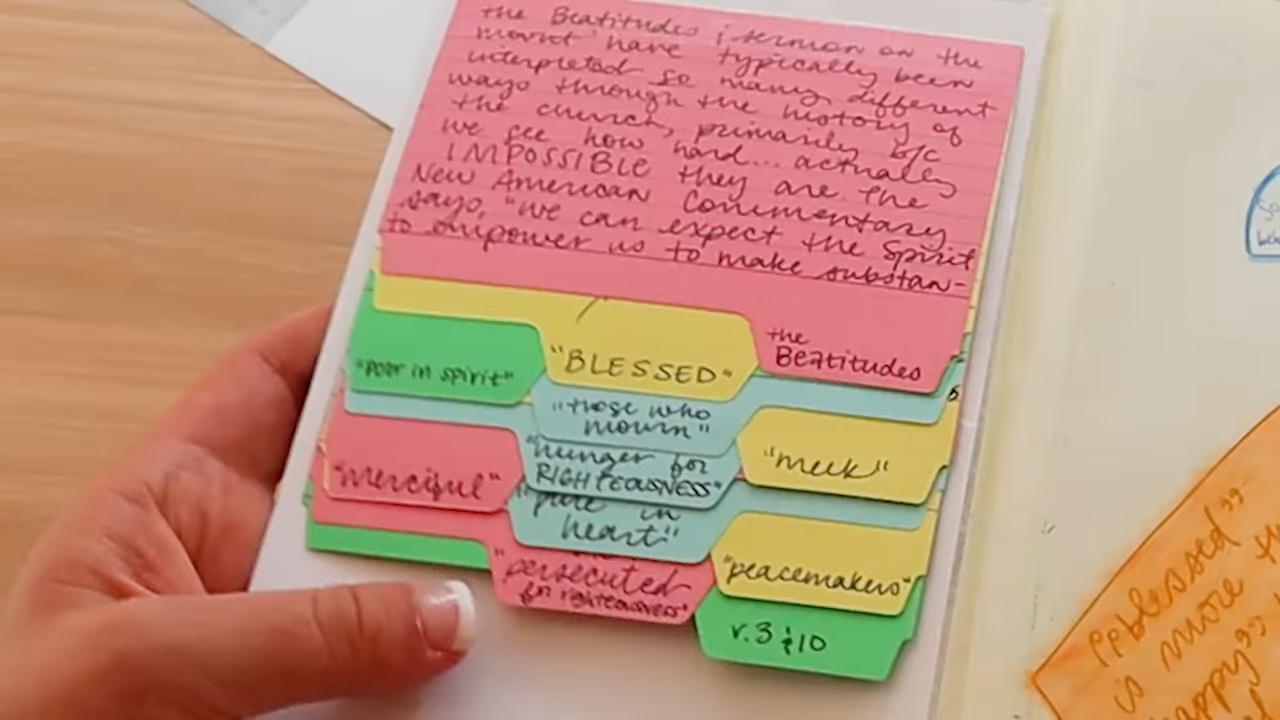 the Beatitudes & sermon on the
mount have typically been
interpreted so many different
ways through the history of
the church, primarily b/c
we see how hard... actually
IMPOSSIBLE they are. The
New American Commentary
says, "we can expect the Spirit
to empower us to make substan-
the
Beatitudes
"BLESSED"
"poor in spirit"
"those who
mourn"
"meek"
"hunger for
RIGHTEOUSNESS"
"merciful"
"pure in
heart"
"peacemakers"
"persecuted
for righteousness"
v. 3 & 10
"blessed"
is more th
happy"